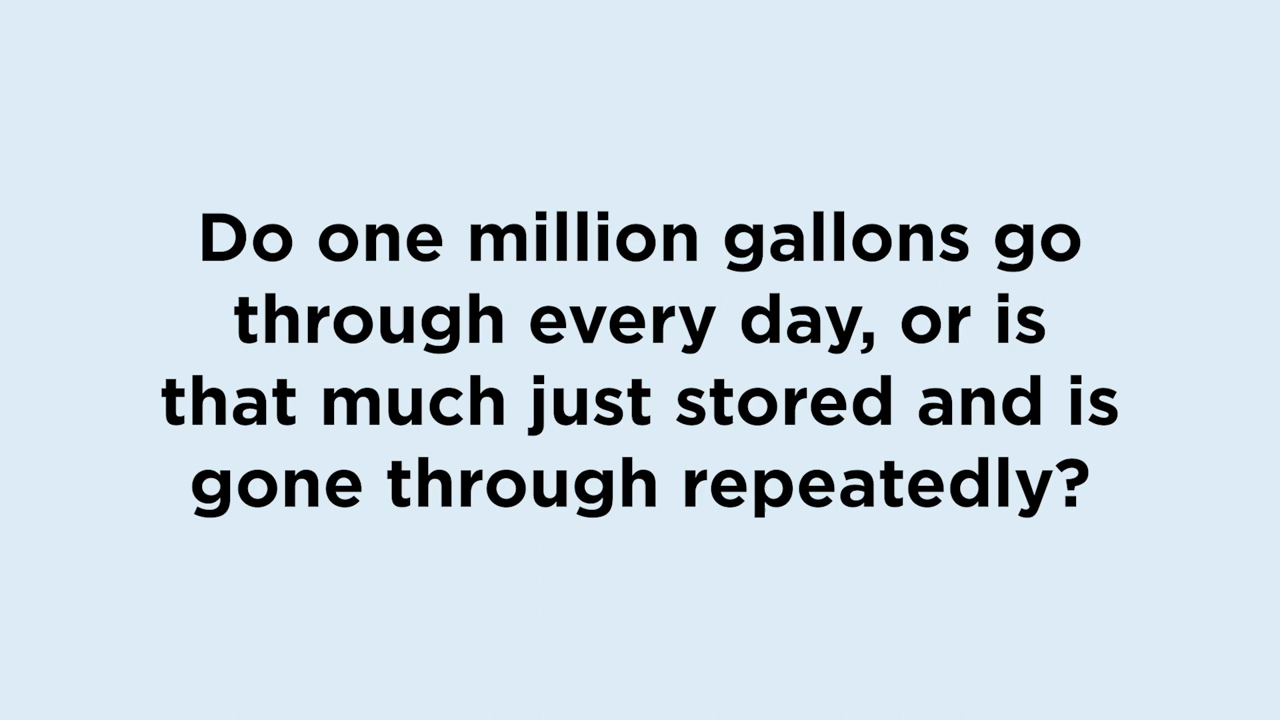 Do one million gallons go
through every day, or is
that much just stored and is
gone through repeatedly?